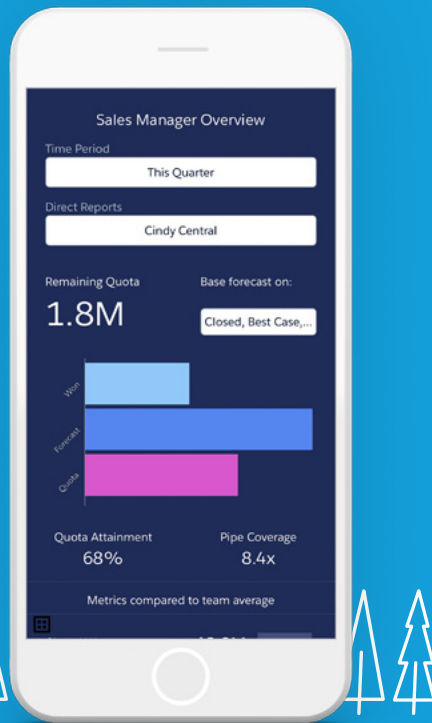 Sales Manager Overview
Time Period
This Quarter
Direct Reports
Cindy Central
Remaining Quota
Base forecast on:
1.8M
Closed, Best Case,...
Won
Forecast
Quota
Quota Attainment
Pipe Coverage
68%
8.4x
Metrics compared to team average